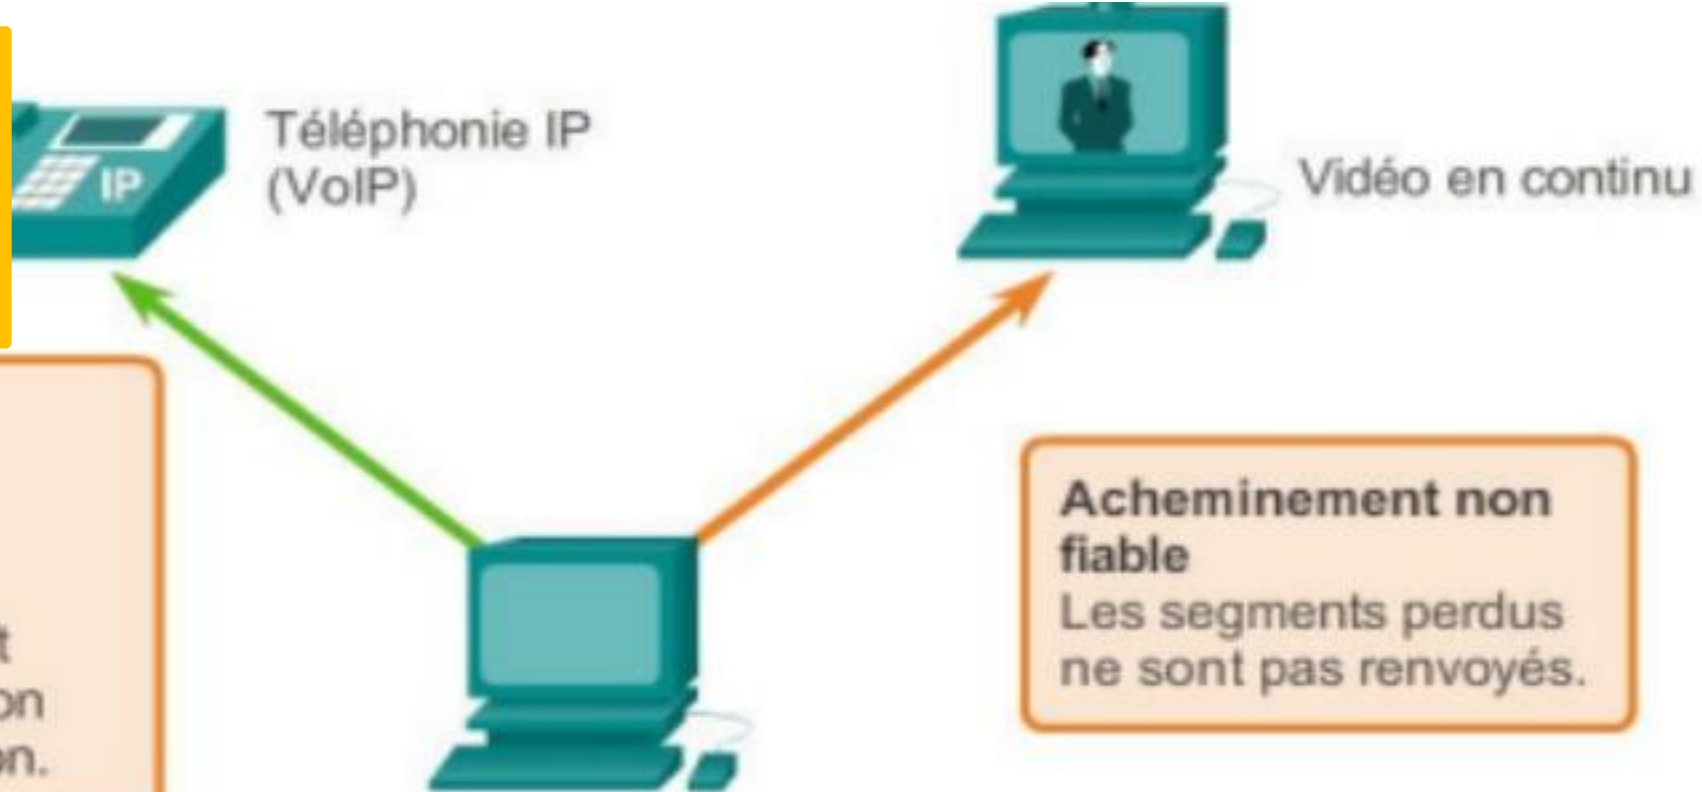 Téléphonie IP
(VoIP)
IP
Vidéo en continu
Acheminement non
fiable
Les segments perdus
ne sont pas renvoyés.